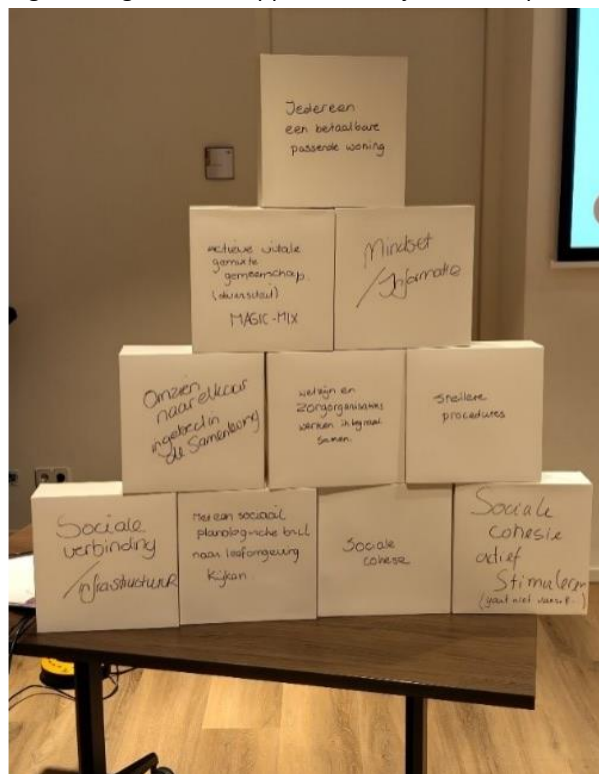 Iedereen
een betaalbare
passende woning
actieve vitale
gemixte
gemeenschap.
(diversiteit)
MAGIC-MIX
Mindset
/Informatie
Omzien
naar elkaar
ingebed in
de Samenleving
welzijn en
zorgorganisaties
werken integraal
samen.
snellere
procedures
Sociale
verbinding
/infrastructuur
Met een sociaal
planologische bril
naar leefomgeving
kijken.
Sociale
cohesie
Sociale
cohesie
actief
Stimuleren
(gaat niet vanzelf..)